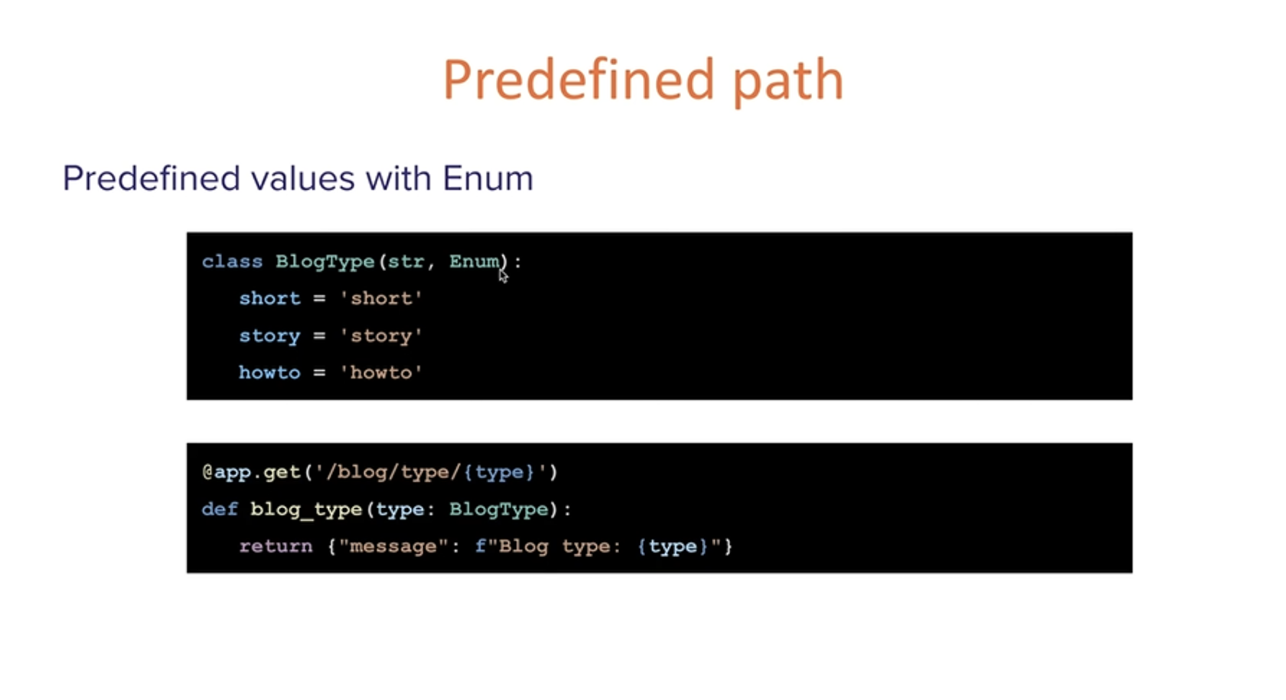 Predefined path
Predefined values with Enum
class BlogType(str, Enum):
   short = 'short'
   story = 'story'
   howto = 'howto'
@app.get('/blog/type/{type}')
def blog_type(type: BlogType):
   return {"message": f"Blog type: {type}"}